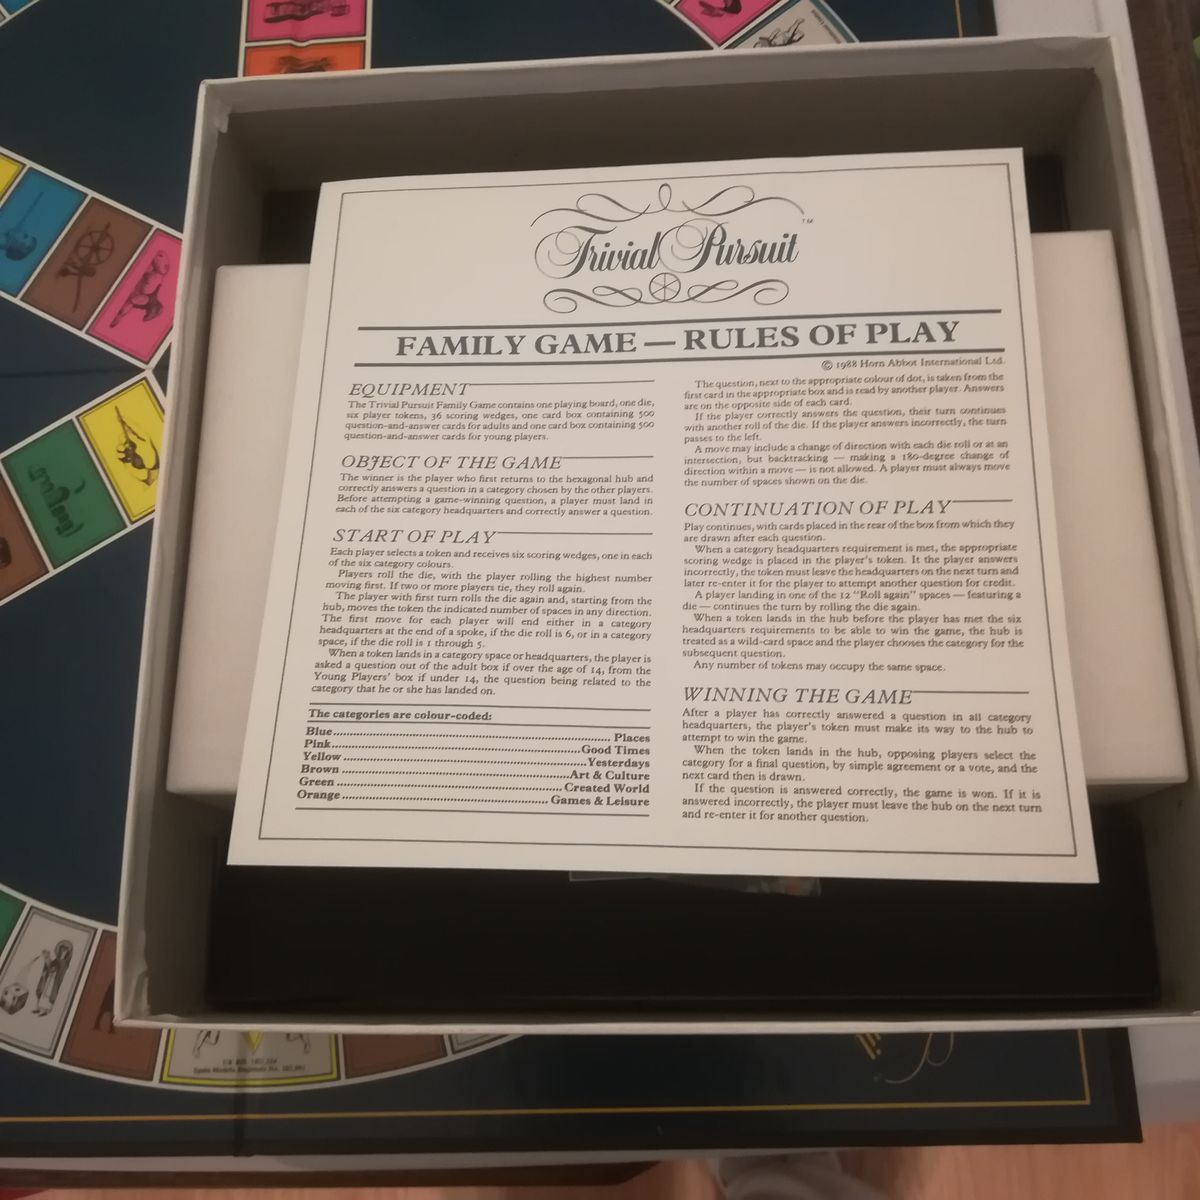 Trivial Pursuit™
FAMILY GAME — RULES OF PLAY
© 1988 Horn Abbot International Ltd.
EQUIPMENT
The Trivial Pursuit Family Game contains one playing board, one die,
six player tokens, 36 scoring wedges, one card box containing 500
question-and-answer cards for adults and one card box containing 500
question-and-answer cards for young players.
OBJECT OF THE GAME
The winner is the player who first returns to the hexagonal hub and
correctly answers a question in a category chosen by the other players.
Before attempting a game-winning question, a player must land in
each of the six category headquarters and correctly answer a question.
START OF PLAY
Each player selects a token and receives six scoring wedges, one in each
of the six category colours.
Players roll the die, with the player rolling the highest number
moving first. If two or more players tie, they roll again.
The player with first turn rolls the die again and, starting from the
hub, moves the token the indicated number of spaces in any direction.
The first move for each player will end either in a category
headquarters at the end of a spoke, if the die roll is 6, or in a category
space, if the die roll is 1 through 5.
When a token lands in a category space or headquarters, the player is
asked a question out of the adult box if over the age of 14, from the
Young Players' box if under 14, the question being related to the
category that he or she has landed on.
The categories are colour-coded:
Blue.......... Places
Pink.......... Good Times
Yellow .......... Yesterdays
Brown .......... Art & Culture
Green .......... Created World
Orange .......... Games & Leisure
The question, next to the appropriate colour of dot, is taken from the
first card in the appropriate box and is read by another player. Answers
are on the opposite side of each card.
If the player correctly answers the question, their turn continues
with another roll of the die. If the player answers incorrectly, the turn
passes to the left.
A move may include a change of direction with each die roll or at an
intersection, but backtracking — making a 180-degree change of
direction within a move — is not allowed. A player must always move
the number of spaces shown on the die.
CONTINUATION OF PLAY
Play continues, with cards placed in the rear of the box from which they
are drawn after each question.
When a category headquarters requirement is met, the appropriate
scoring wedge is placed in the player's token. It the player answers
incorrectly, the token must leave the headquarters on the next turn and
later re-enter it for the player to attempt another question for credit.
A player landing in one of the 12 "Roll again" spaces — featuring a
die — continues the turn by rolling the die again.
When a token lands in the hub before the player has met the six
headquarters requirements to be able to win the game, the hub is
treated as a wild-card space and the player chooses the category for the
subsequent question.
Any number of tokens may occupy the same space.
WINNING THE GAME
After a player has correctly answered a question in all category
headquarters, the player's token must make its way to the hub to
attempt to win the game.
When the token lands in the hub, opposing players select the
category for a final question, by simple agreement or a vote, and the
next card then is drawn.
If the question is answered correctly, the game is won. If it is
answered incorrectly, the player must leave the hub on the next turn
and re-enter it for another question.